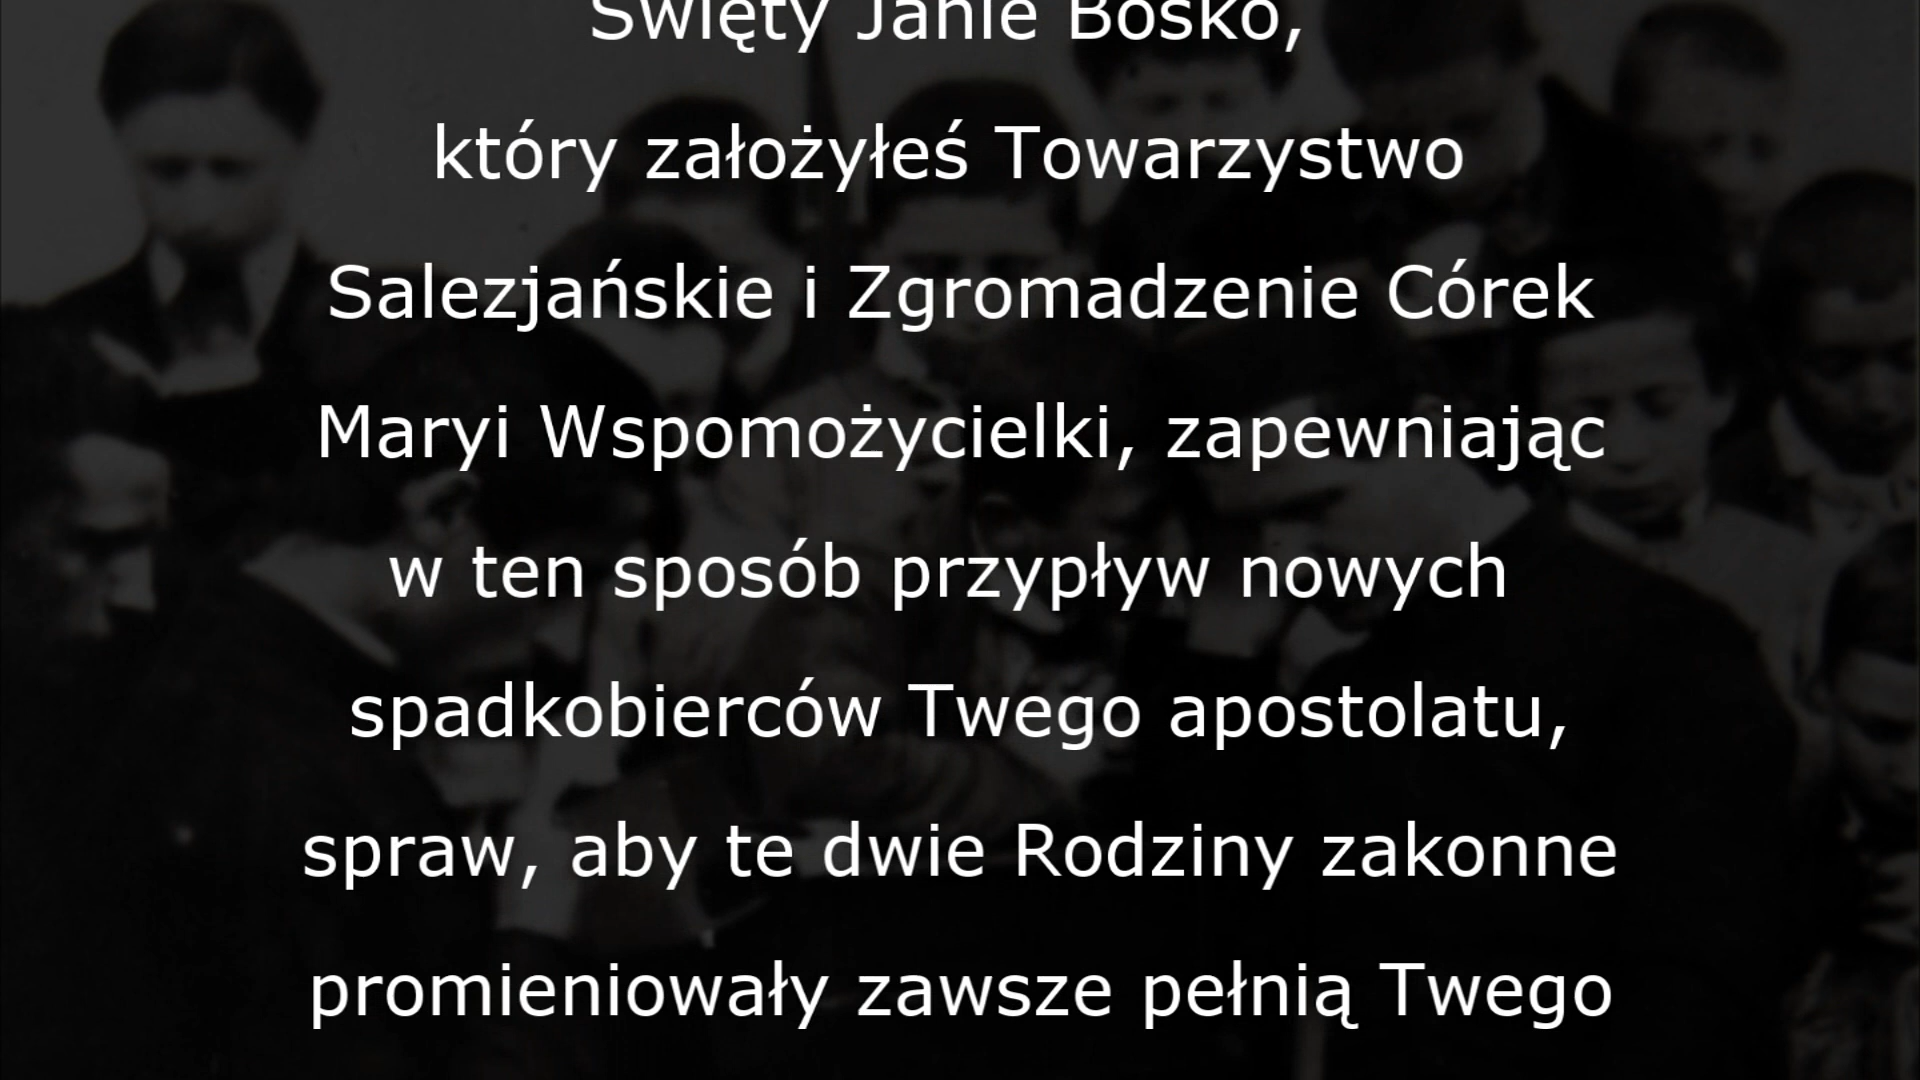 Święty Janie Bosko,
który założyłeś Towarzystwo
Salezjańskie i Zgromadzenie Córek
Maryi Wspomożycielki, zapewniając
w ten sposób przypływ nowych
spadkobierców Twego apostolatu,
spraw, aby te dwie Rodziny zakonne
promieniowały zawsze pełnią Twego